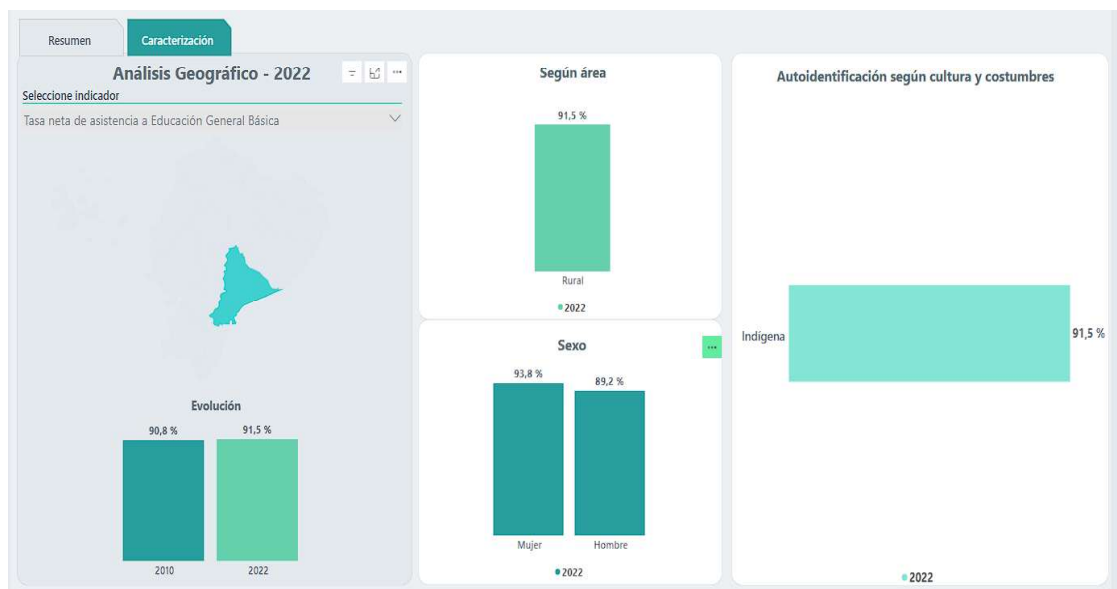 Resumen
Caracterización
Análisis Geográfico - 2022
Seleccione indicador
Tasa neta de asistencia a Educación General Básica
Evolución
90,8 %
91,5 %
2010
2022
Según área
91,5 %
Rural
2022
Sexo
93,8 %
89,2 %
Mujer
Hombre
2022
Autoidentificación según cultura y costumbres
Indígena
91,5 %
2022